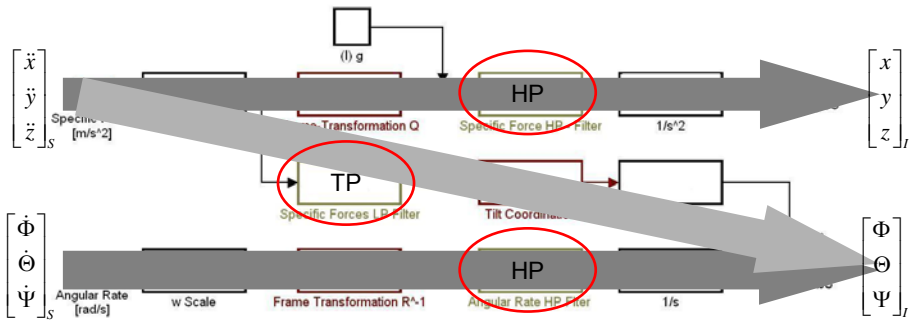 (I) g
ẍ
ÿ
z̈
S
HP
x
y
z
I
Specific
[m/s^2]
-Transformation Q
Specific Force HP - Filter
1/s^2
TP
Specific Forces LP Filter
Tilt Coordination
Φ̇
Θ̇
Ψ̇
S
HP
Φ
Θ
Ψ
I
Angular Rate
[rad/s]
w Scale
Frame Transformation R^-1
Angular Rate HP Filter
1/s